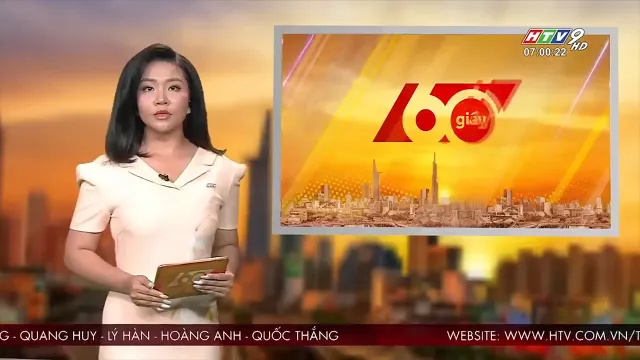 HTV9 HD
07:00:22
60 giây
G - QUANG HUY - LÝ HÀN - HOÀNG ANH - QUỐC THẮNG
WEBSITE: WWW.HTV.COM.VN/T